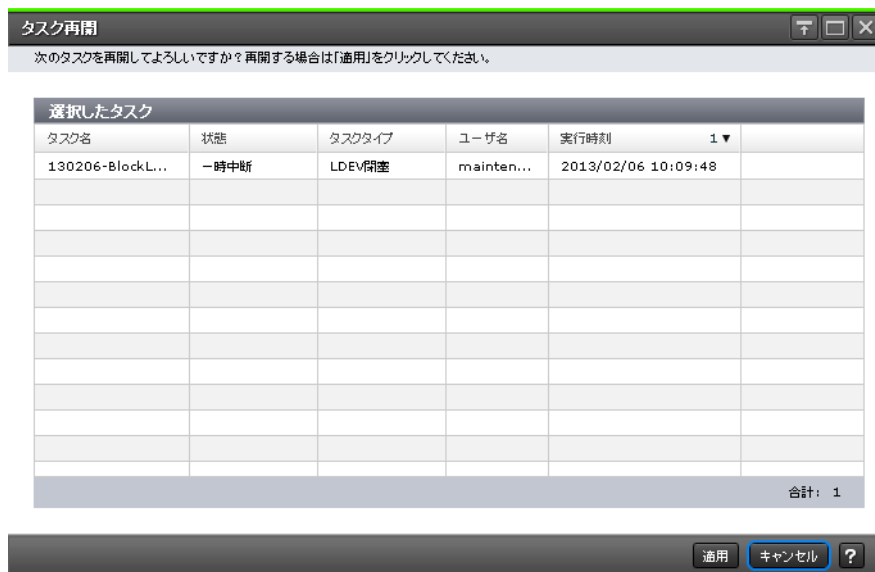 タスク再開
次のタスクを再開してよろしいですか？再開する場合は「適用」をクリックしてください。
選択したタスク
タスク名 状態 タスクタイプ ユーザ名 実行時刻 1▼
130206-BlockL... 一時中断 LDEV閉塞 mainten... 2013/02/06 10:09:48
合計: 1
適用 キャンセル ?